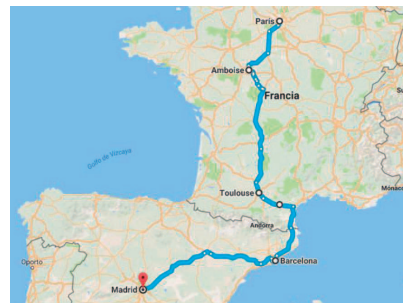 Paris
Amboise
Francia
Golfo de Vizcaya
Toulouse
Mónaco
Andorra
Oporto
Barcelona
Madrid